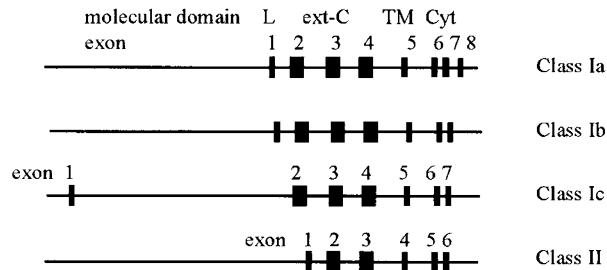 molecular domain L ext-C TM Cyt
exon 1 2 3 4 5 6 7 8
Class Ia
Class Ib
exon 1 2 3 4 5 6 7
Class Ic
exon 1 2 3 4 5 6
Class II